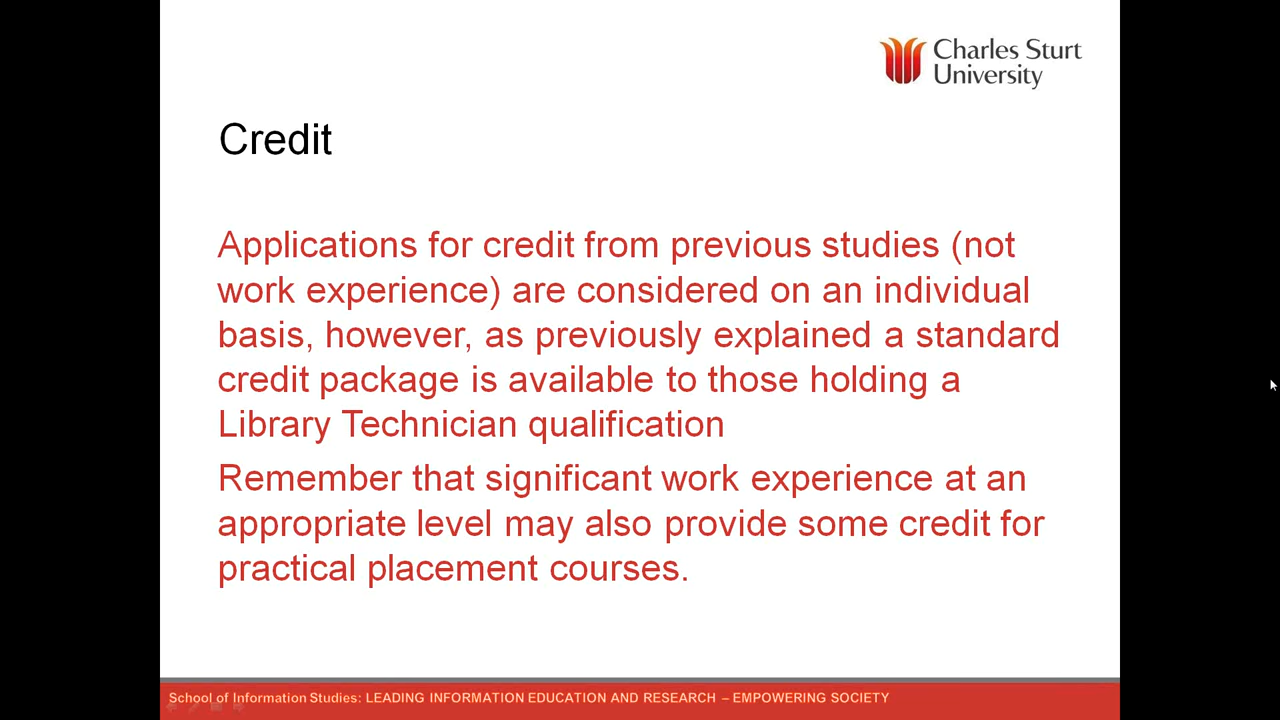 Charles Sturt
University
Credit
Applications for credit from previous studies (not
work experience) are considered on an individual
basis, however, as previously explained a standard
credit package is available to those holding a
Library Technician qualification
Remember that significant work experience at an
appropriate level may also provide some credit for
practical placement courses.
School of Information Studies: LEADING INFORMATION EDUCATION AND RESEARCH – EMPOWERING SOCIETY